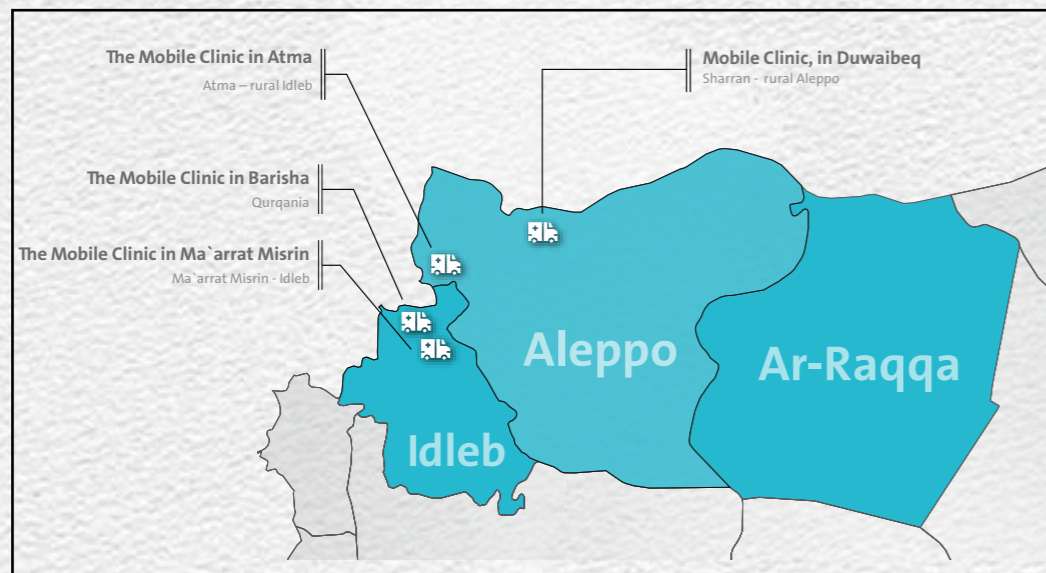 The Mobile Clinic in Atma
Atma – rural Idleb
Mobile Clinic, in Duwaibeq
Sharran - rural Aleppo
The Mobile Clinic in Barisha
Qurqania
The Mobile Clinic in Ma`arrat Misrin
Ma`arrat Misrin - Idleb
Aleppo
Ar-Raqqa
Idleb